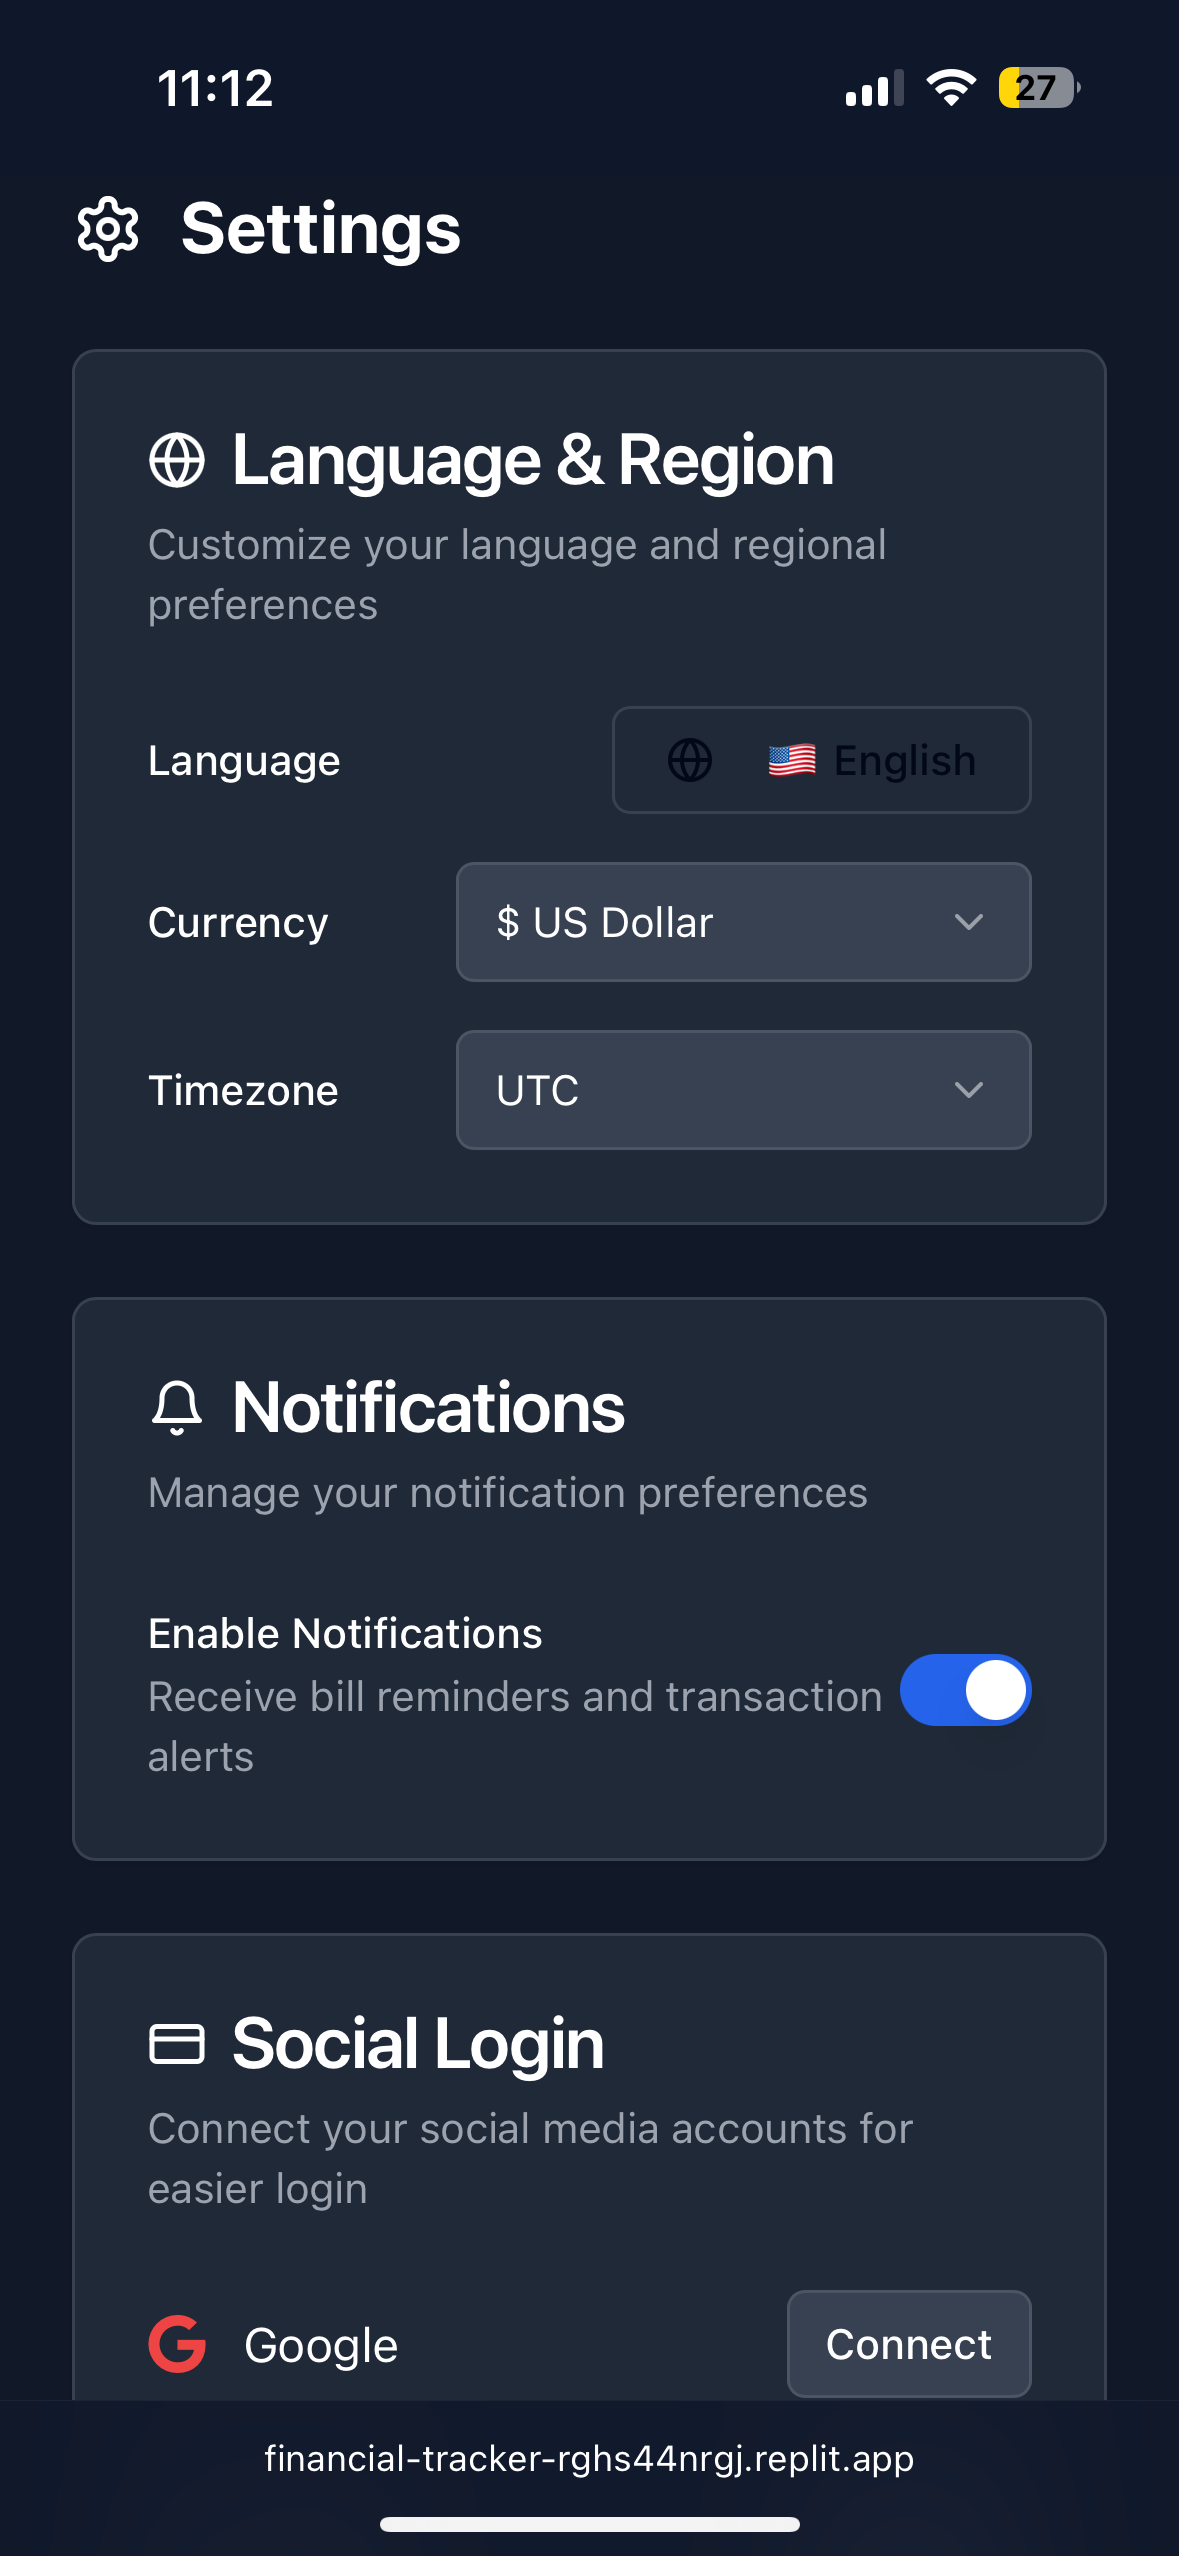 11:12
27
Settings
Language & Region
Customize your language and regional
preferences
Language
🇺🇸 English
Currency
$ US Dollar
Timezone
UTC
Notifications
Manage your notification preferences
Enable Notifications
Receive bill reminders and transaction
alerts
Social Login
Connect your social media accounts for
easier login
Google
Connect
financial-tracker-rghs44nrgj.replit.app